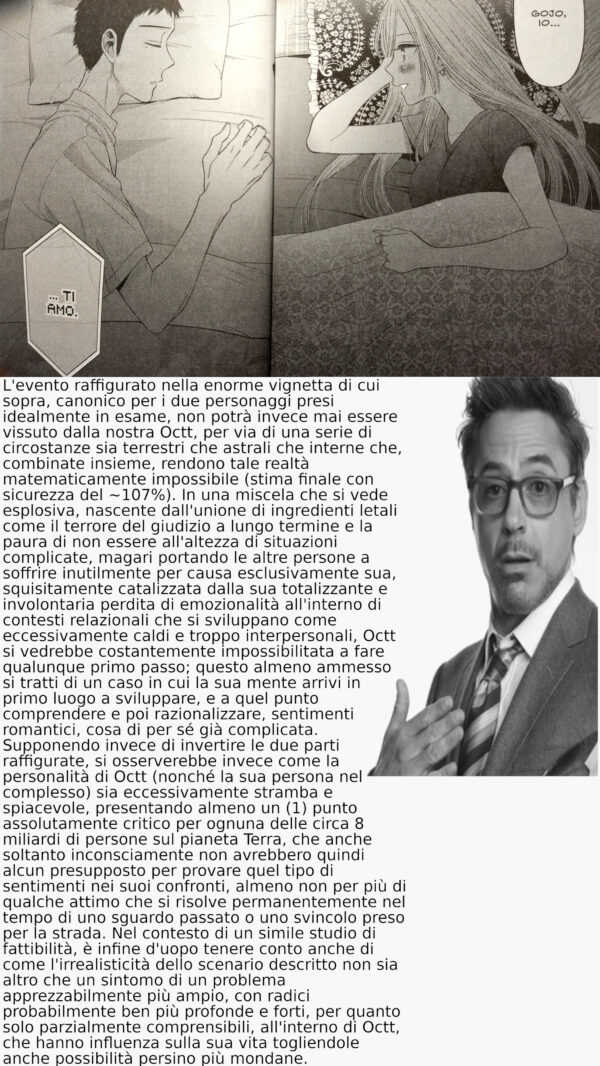 GOJO,
IO...
... TI
AMO.
L'evento raffigurato nella enorme vignetta di cui
sopra, canonico per i due personaggi presi
idealmente in esame, non potrà invece mai essere
vissuto dalla nostra Octt, per via di una serie di
circostanze sia terrestri che astrali che interne che,
combinate insieme, rendono tale realtà
matematicamente impossibile (stima finale con
sicurezza del ~107%). In una miscela che si vede
esplosiva, nascente dall'unione di ingredienti letali
come il terrore del giudizio a lungo termine e la
paura di non essere all'altezza di situazioni
complicate, magari portando le altre persone a
soffrire inutilmente per causa esclusivamente sua,
squisitamente catalizzata dalla sua totalizzante e
involontaria perdita di emozionalità all'interno di
contesti relazionali che si sviluppano come
eccessivamente caldi e troppo interpersonali, Octt
si vedrebbe costantemente impossibilitata a fare
qualunque primo passo; questo almeno ammesso
si tratti di un caso in cui la sua mente arrivi in
primo luogo a sviluppare, e a quel punto
comprendere e poi razionalizzare, sentimenti
romantici, cosa di per sé già complicata.
Supponendo invece di invertire le due parti
raffigurate, si osserverebbe invece come la
personalità di Octt (nonché la sua persona nel
complesso) sia eccessivamente stramba e
spiacevole, presentando almeno un (1) punto
assolutamente critico per ognuna delle circa 8
miliardi di persone sul pianeta Terra, che anche
soltanto inconsciamente non avrebbero quindi
alcun presupposto per provare quel tipo di
sentimenti nei suoi confronti, almeno non per più di
qualche attimo che si risolve permanentemente nel
tempo di uno sguardo passato o uno svincolo preso
per la strada. Nel contesto di un simile studio di
fattibilità, è infine d'uopo tenere conto anche di
come l'irrealisticità dello scenario descritto non sia
altro che un sintomo di un problema
apprezzabilmente più ampio, con radici
probabilmente ben più profonde e forti, per quanto
solo parzialmente comprensibili, all'interno di Octt,
che hanno influenza sulla sua vita togliendole
anche possibilità persino più mondane.